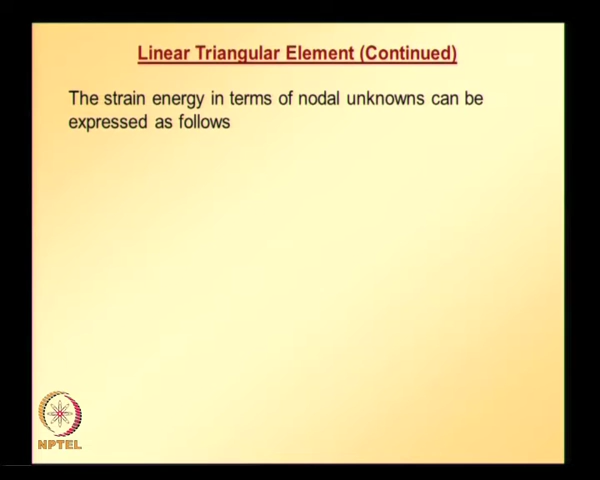 Linear Triangular Element (Continued)
The strain energy in terms of nodal unknowns can be
expressed as follows
NPTEL